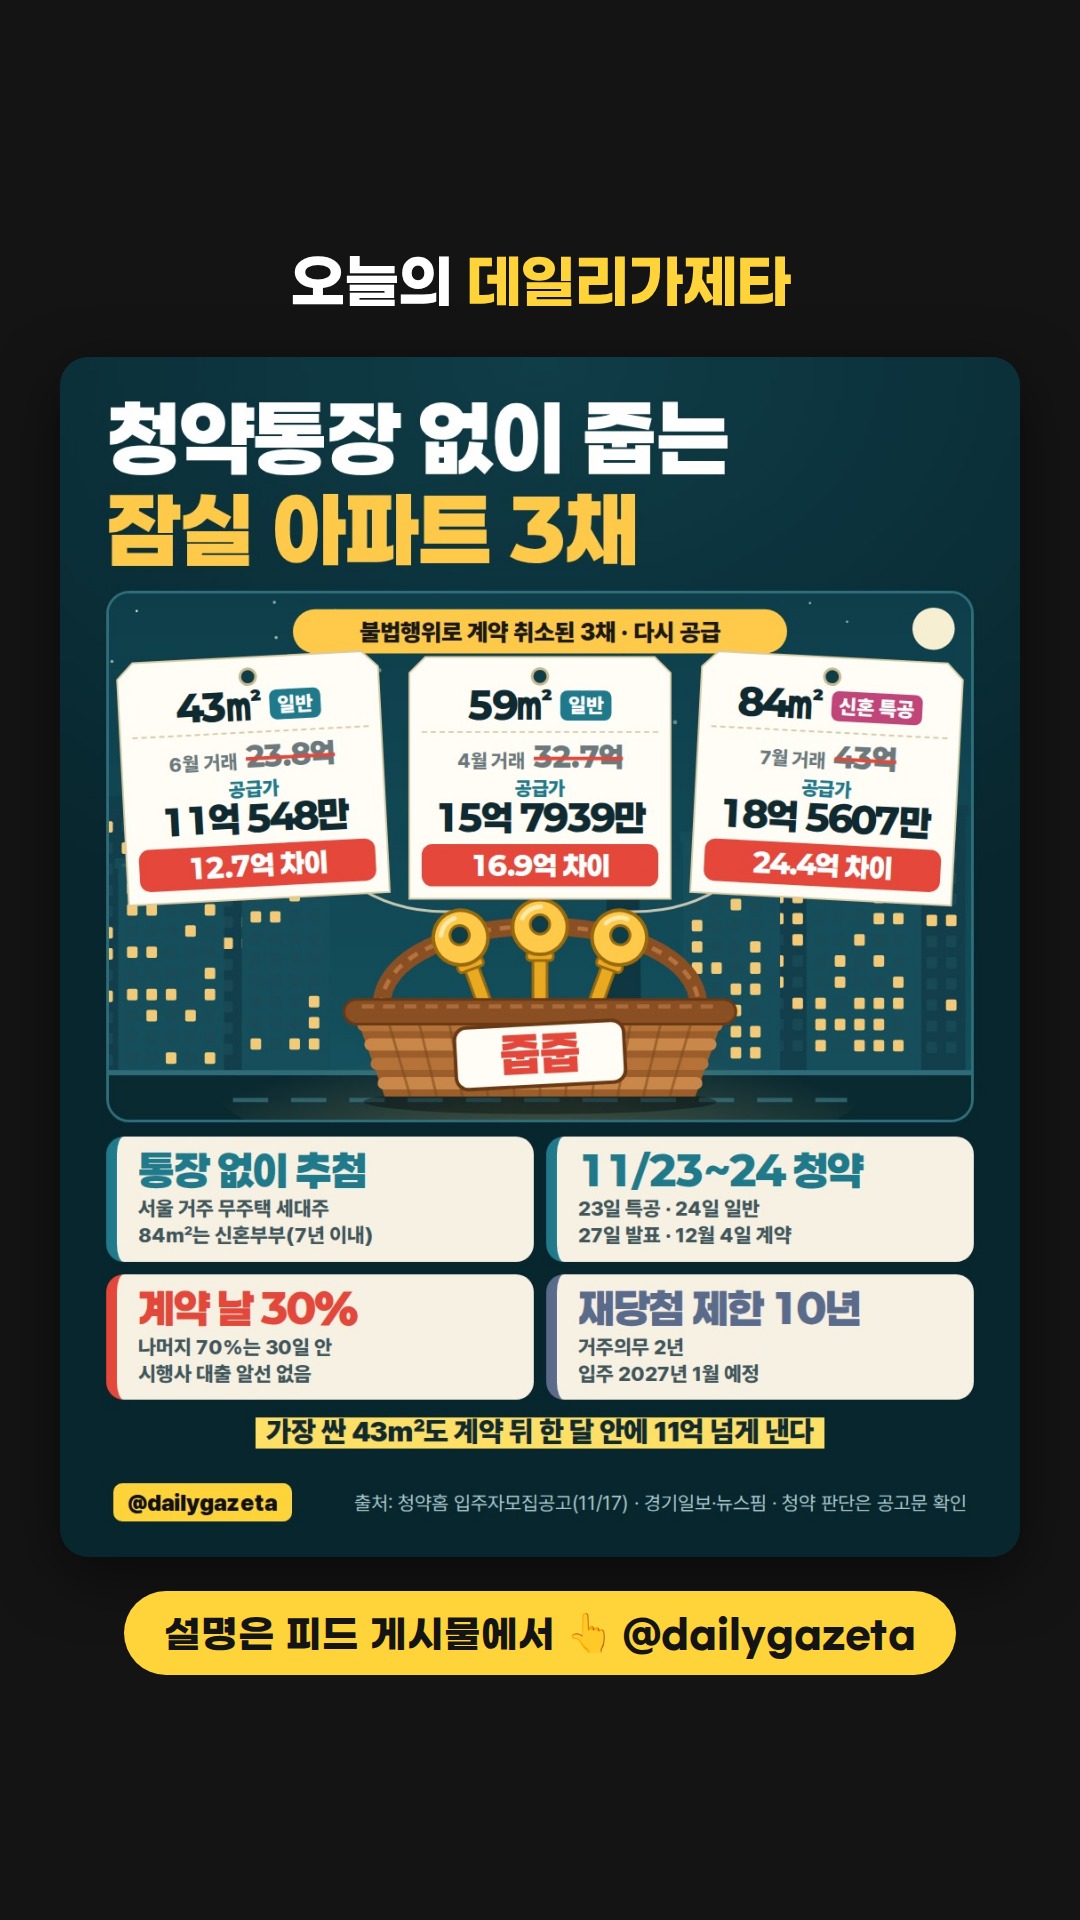 오늘의 데일리가제타
청약통장 없이 줍는
잠실 아파트 3채
불법행위로 계약 취소된 3채 · 다시 공급
43m² 일반
6월 거래 23.8억
공급가
11억 548만
12.7억 차이
59m² 일반
4월 거래 32.7억
공급가
15억 7939만
16.9억 차이
84m² 신혼 특공
7월 거래 43억
공급가
18억 5607만
24.4억 차이
줍줍
통장 없이 추첨
서울 거주 무주택 세대주
84m²는 신혼부부(7년 이내)
11/23~24 청약
23일 특공 · 24일 일반
27일 발표 · 12월 4일 계약
계약 날 30%
나머지 70%는 30일 안
시행사 대출 알선 없음
재당첨 제한 10년
거주의무 2년
입주 2027년 1월 예정
가장 싼 43m²도 계약 뒤 한 달 안에 11억 넘게 낸다
@dailygazeta
출처: 청약홈 입주자모집공고(11/17) · 경기일보·뉴스핌 · 청약 판단은 공고문 확인
설명은 피드 게시물에서 👆 @dailygazeta